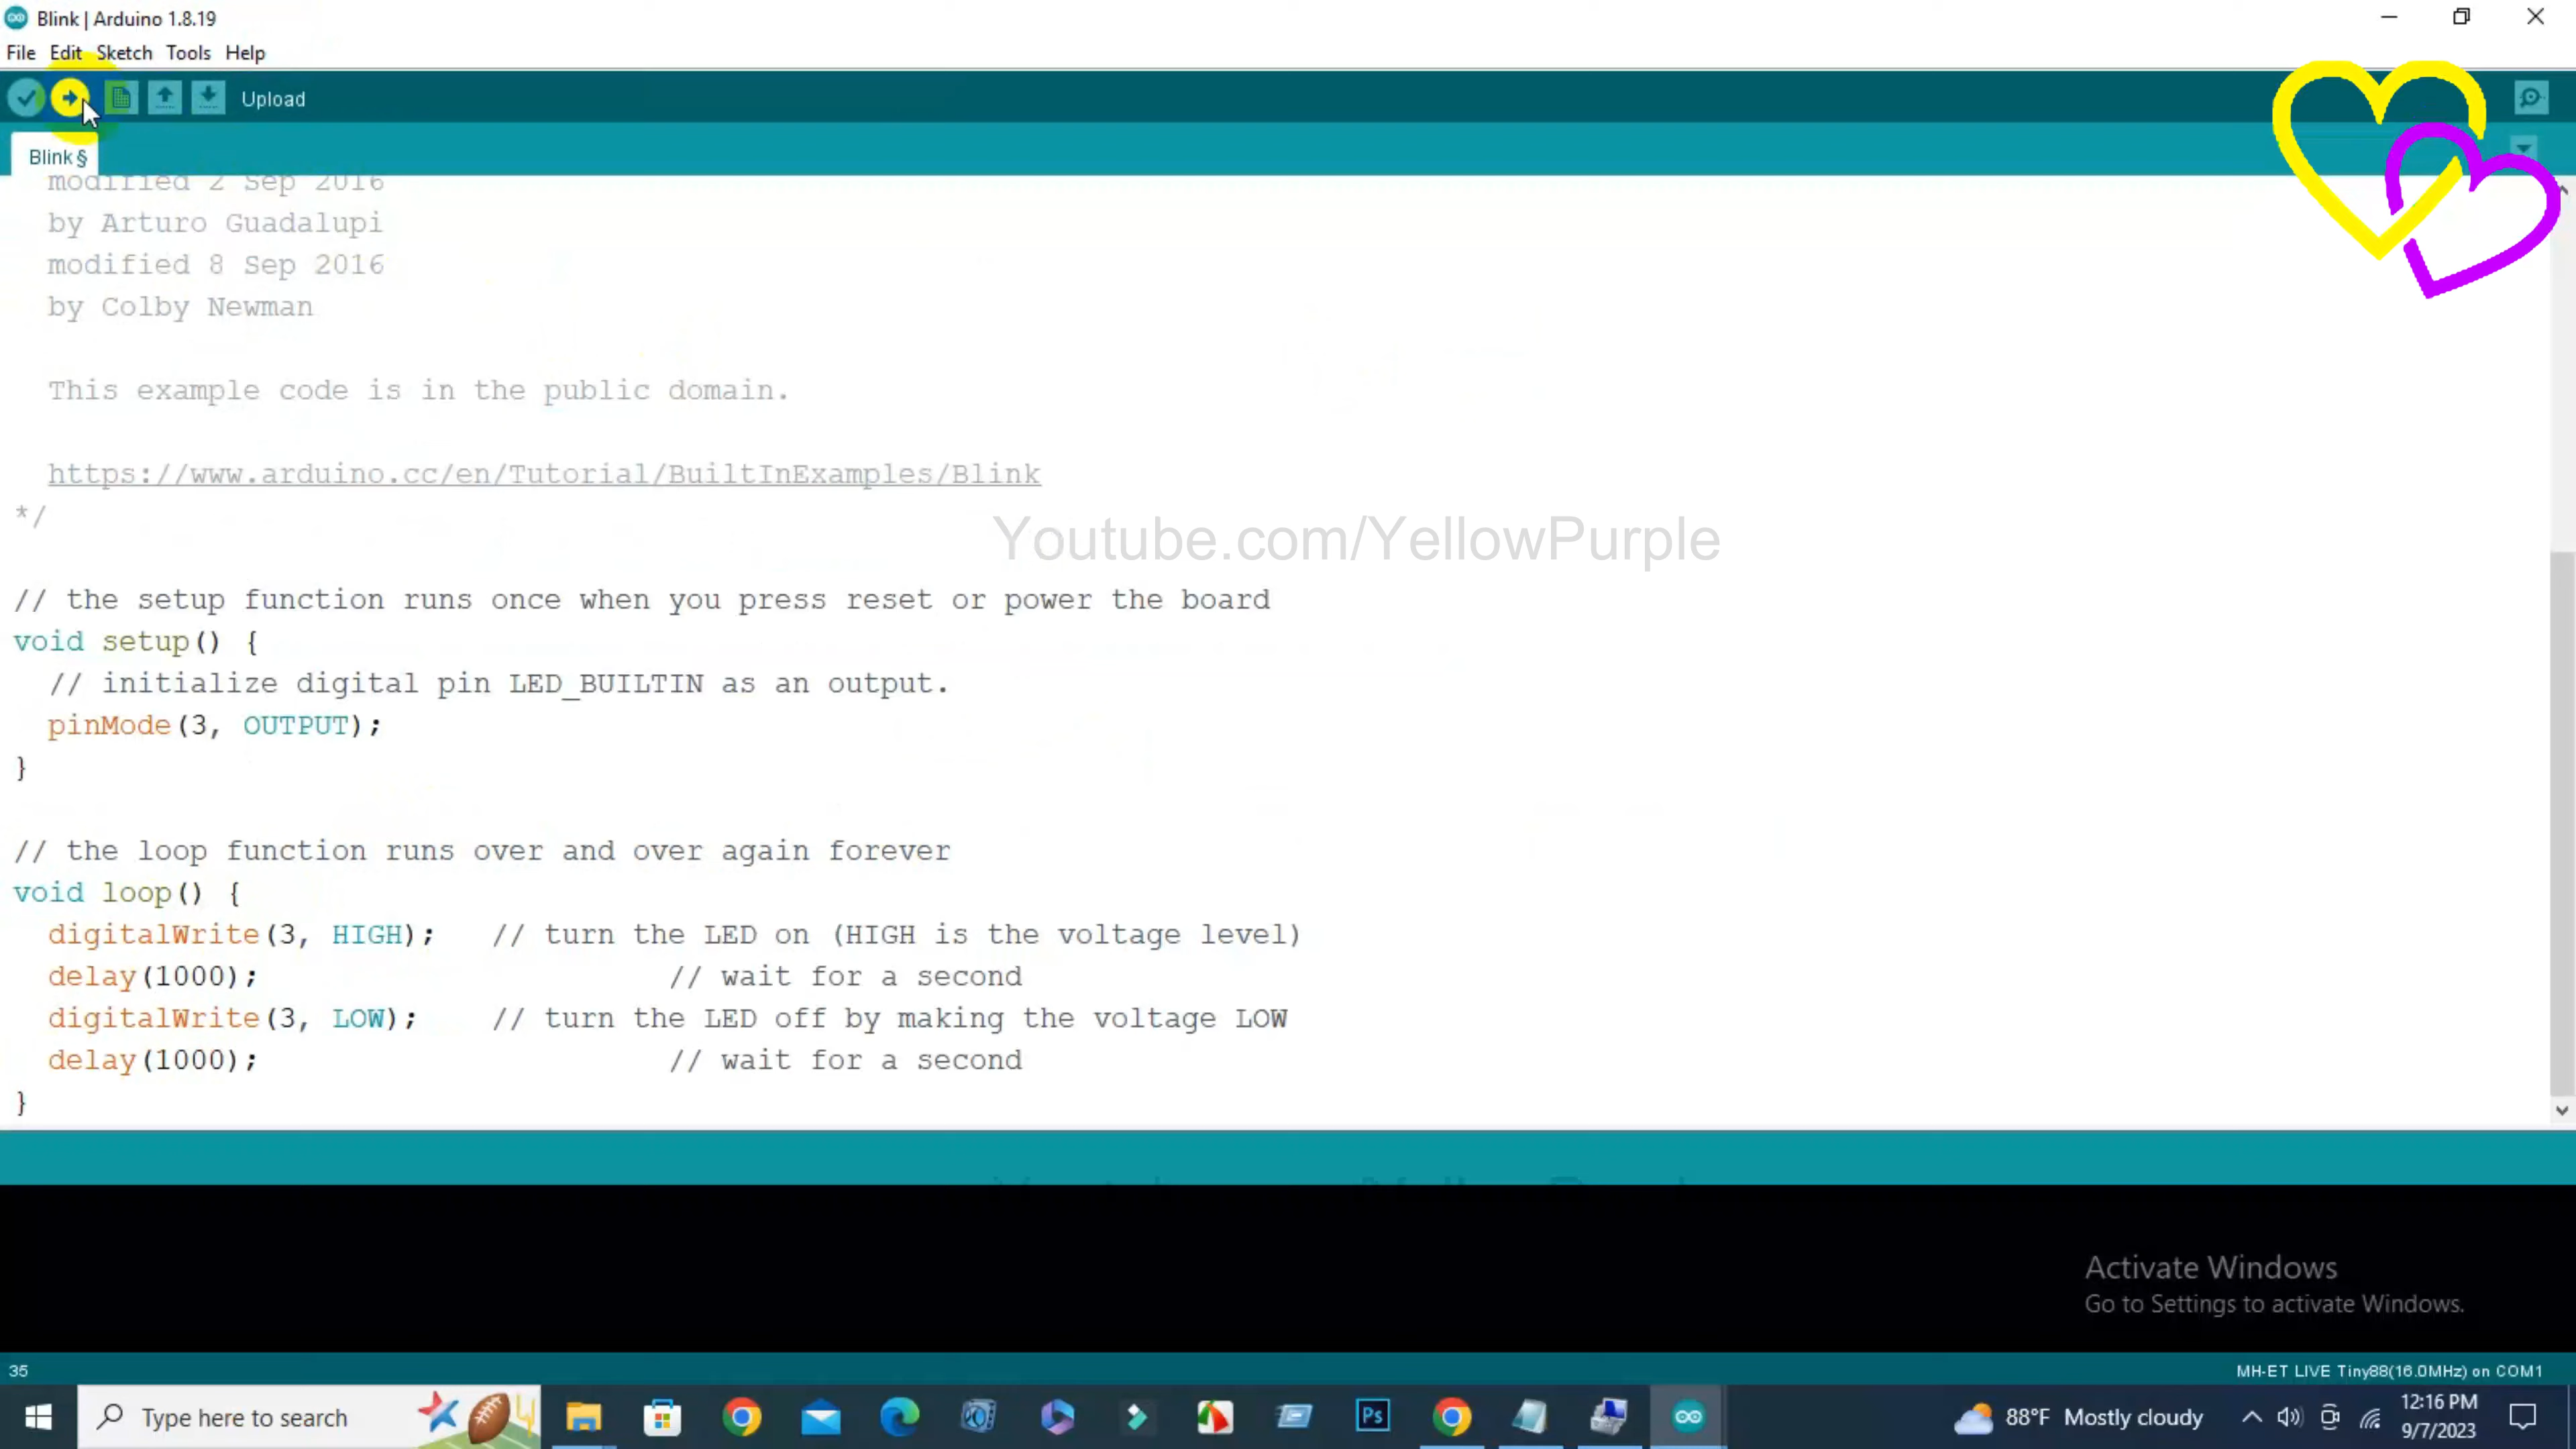 Blink | Arduino 1.8.19
File Edit Sketch Tools Help
Upload
Blink §
modified 2 Sep 2016
by Arturo Guadalupi
modified 8 Sep 2016
by Colby Newman
This example code is in the public domain.
https://www.arduino.cc/en/Tutorial/BuiltInExamples/Blink
*/
Youtube.com/YellowPurple
// the setup function runs once when you press reset or power the board
void setup() {
// initialize digital pin LED_BUILTIN as an output.
pinMode(3, OUTPUT);
}
// the loop function runs over and over again forever
void loop() {
digitalWrite(3, HIGH); // turn the LED on (HIGH is the voltage level)
delay(1000); // wait for a second
digitalWrite(3, LOW); // turn the LED off by making the voltage LOW
delay(1000); // wait for a second
}
Activate Windows
Go to Settings to activate Windows.
35
MH-ET LIVE Tiny88(16.0MHz) on COM1
Type here to search
Ps
88°F Mostly cloudy
12:16 PM
9/7/2023